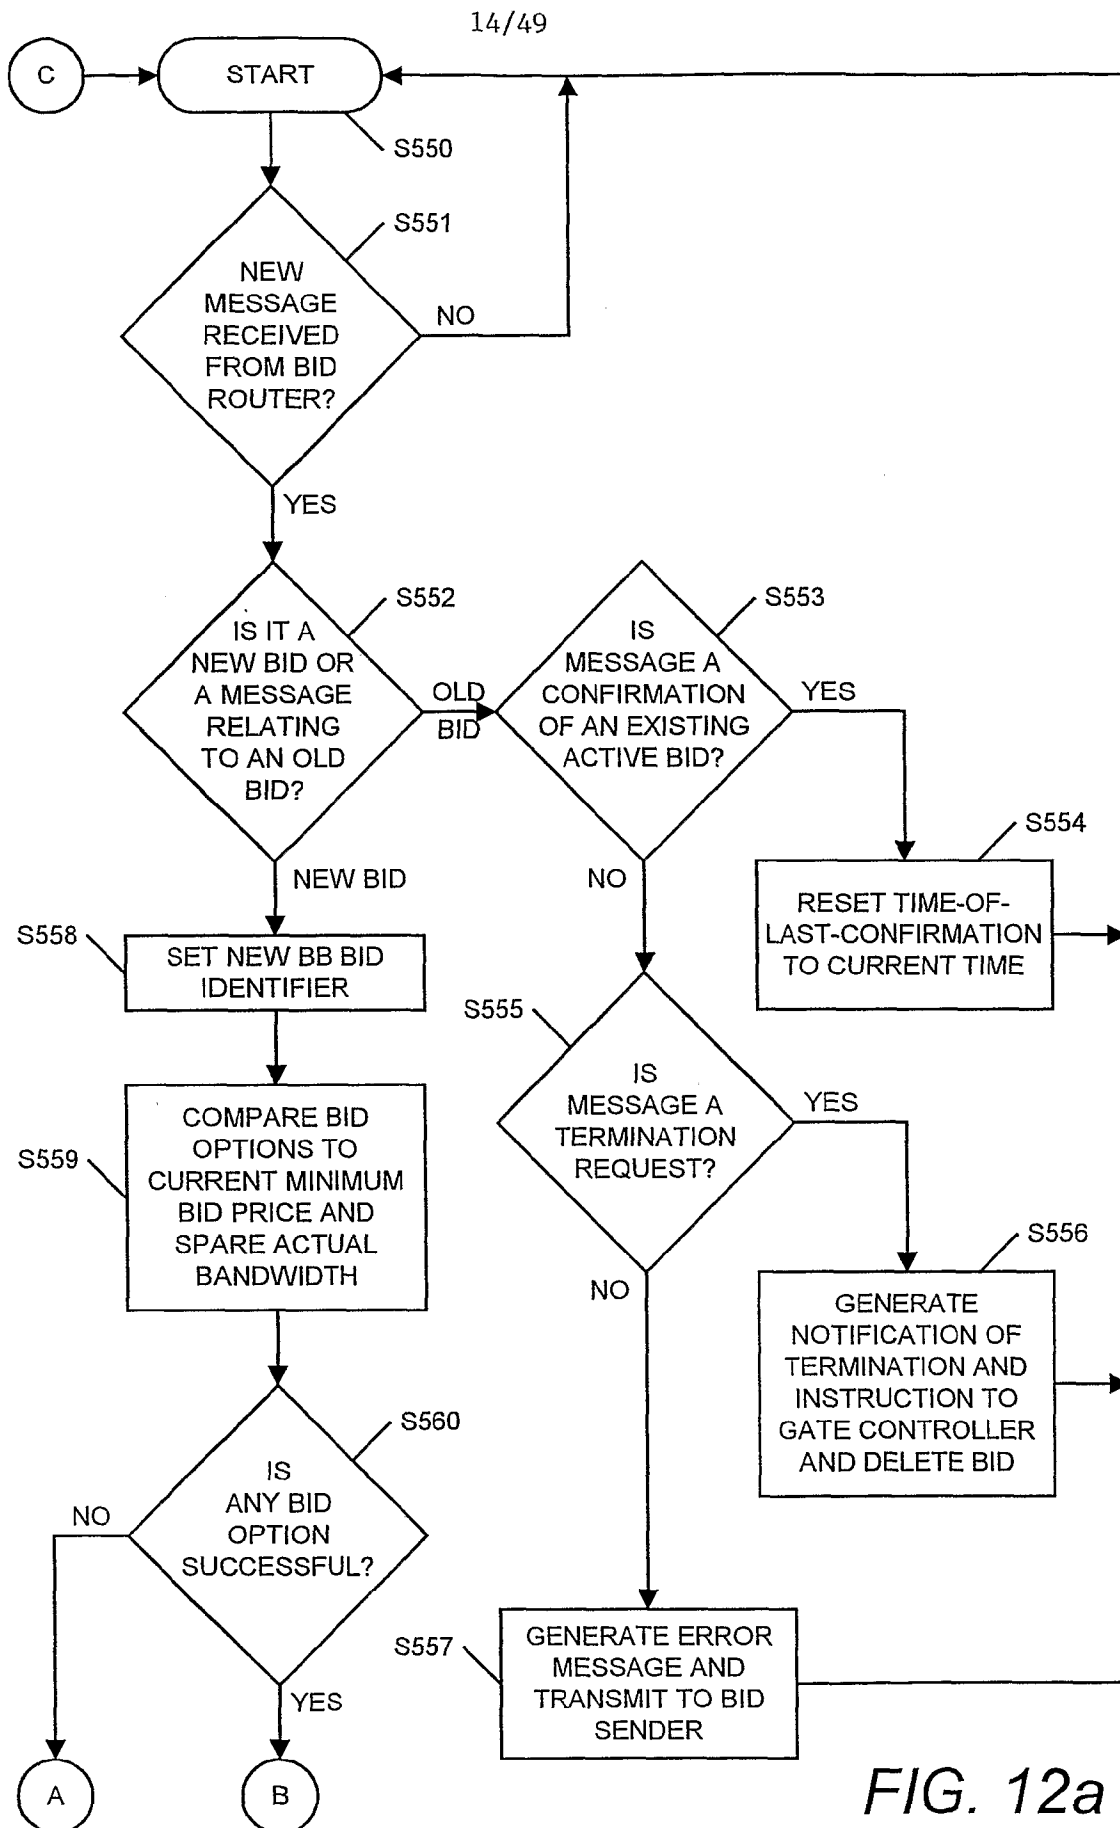 14/49
C
START
S550
S551
NEW
MESSAGE
RECEIVED
FROM BID
ROUTER?
NO
YES
S552
IS IT A
NEW BID OR
A MESSAGE
RELATING
TO AN OLD
BID?
OLD
BID
S553
IS
MESSAGE A
CONFIRMATION
OF AN EXISTING
ACTIVE BID?
YES
S554
RESET TIME-OF-
LAST-CONFIRMATION
TO CURRENT TIME
NO
NEW BID
S558
SET NEW BB BID
IDENTIFIER
S555
IS
MESSAGE A
TERMINATION
REQUEST?
YES
S559
COMPARE BID
OPTIONS TO
CURRENT MINIMUM
BID PRICE AND
SPARE ACTUAL
BANDWIDTH
S556
GENERATE
NOTIFICATION OF
TERMINATION AND
INSTRUCTION TO
GATE CONTROLLER
AND DELETE BID
NO
S560
IS
ANY BID
OPTION
SUCCESSFUL?
NO
YES
S557
GENERATE ERROR
MESSAGE AND
TRANSMIT TO BID
SENDER
A
B
FIG. 12a